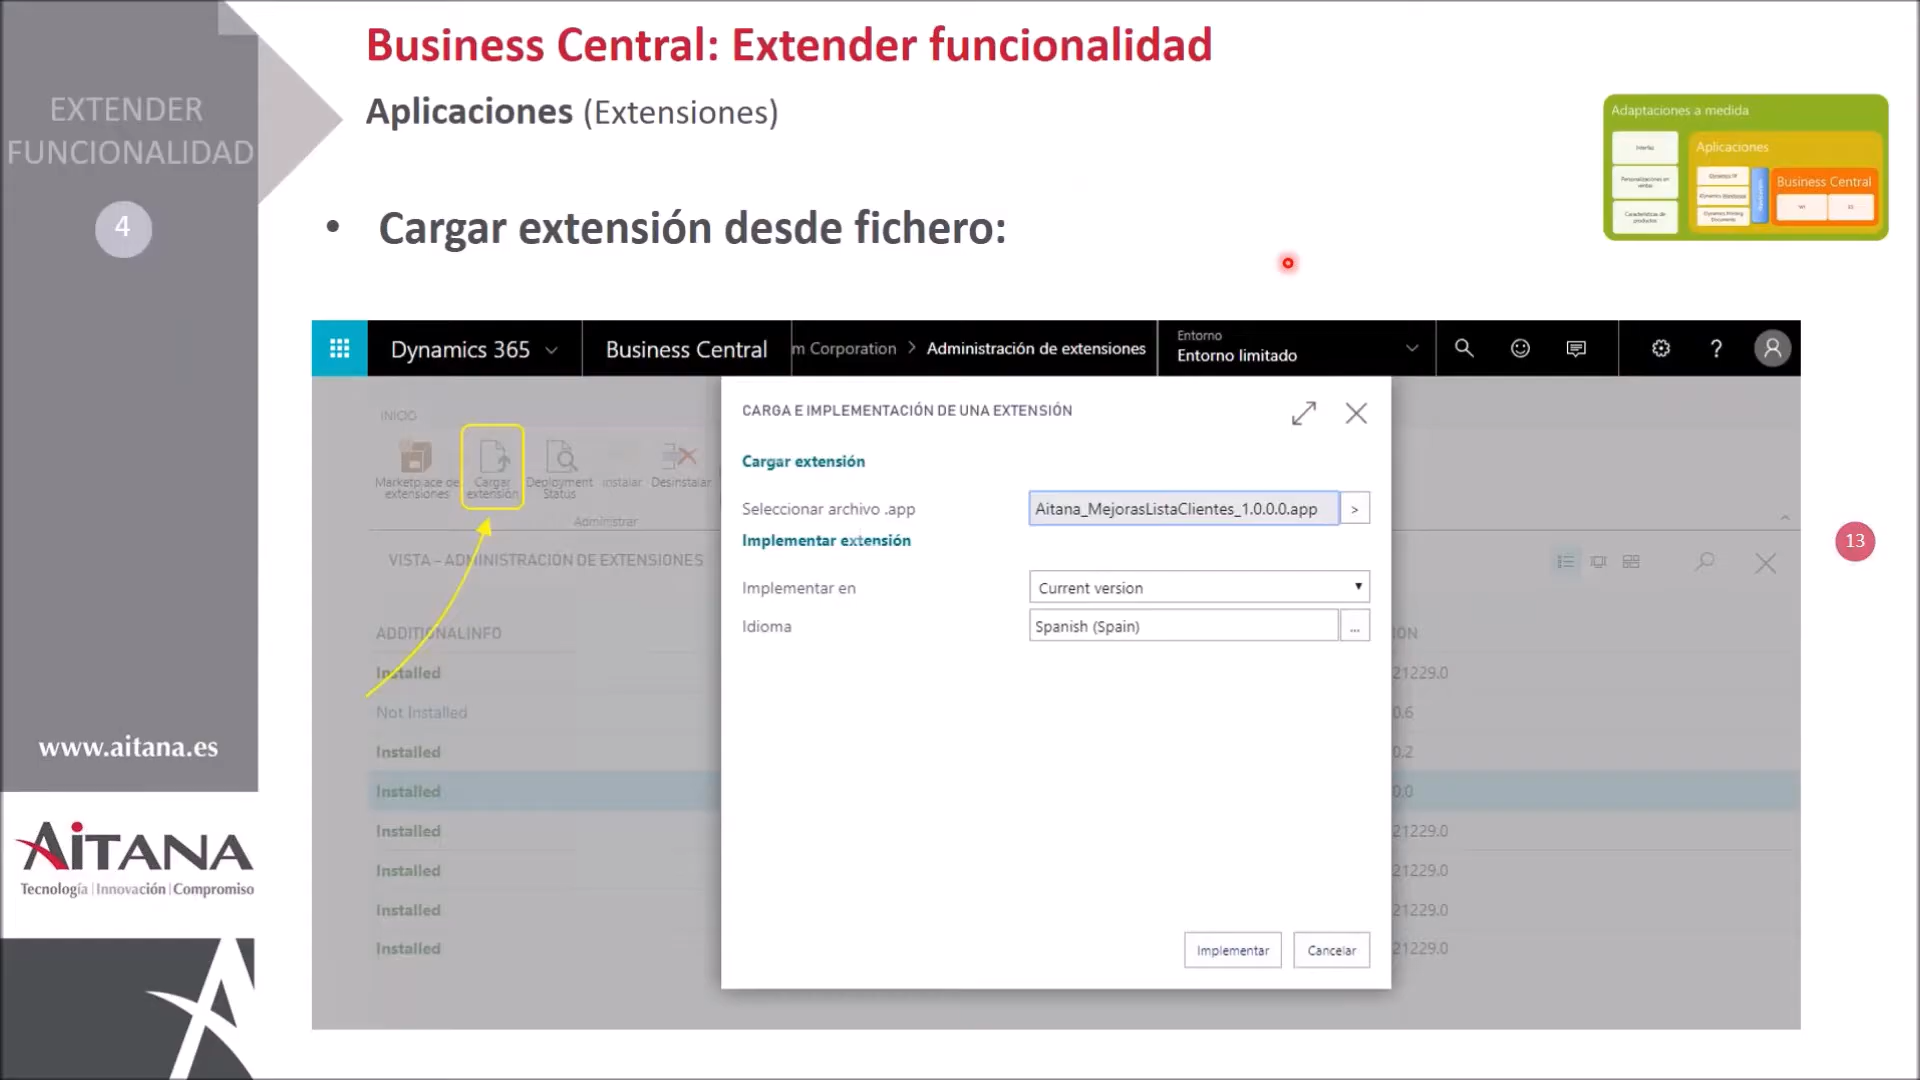 EXTENDER
FUNCIONALIDAD
4
www.aitana.es
AITANA
Tecnología | Innovación | Compromiso
Business Central: Extender funcionalidad
Aplicaciones (Extensiones)
• Cargar extensión desde fichero:
Adaptaciones a medida
Aplicaciones
Business Central
Dynamics 365
Business Central
m Corporation > Administración de extensiones
Entorno
Entorno limitado
?
INICIO
Marketplace de
extensiones
Cargar
extensión
Deployment
Status
Instalar
Desinstalar
Administrar
VISTA – ADMINISTRACIÓN DE EXTENSIONES
ADDITIONALINFO
Installed
Not Installed
Installed
Installed
Installed
Installed
Installed
Installed
CARGA E IMPLEMENTACIÓN DE UNA EXTENSIÓN
Cargar extensión
Seleccionar archivo .app
Aitana_MejorasListaClientes_1.0.0.0.app
>
Implementar extensión
Implementar en
Current version
Idioma
Spanish (Spain)
...
Implementar
Cancelar
ION
21229.0
0.6
0.2
0.0
21229.0
21229.0
21229.0
21229.0
13